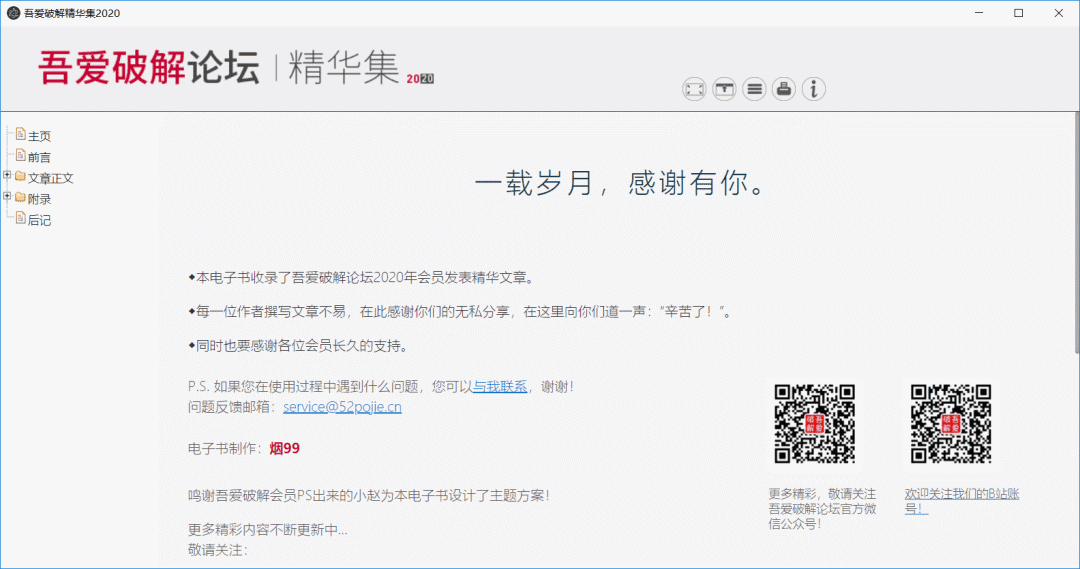 吾爱破解精华集2020
吾爱破解论坛 | 精华集 2020
主页
前言
文章正文
附录
后记
一载岁月，感谢有你。
◆本电子书收录了吾爱破解论坛2020年会员发表精华文章。
◆每一位作者撰写文章不易，在此感谢你们的无私分享，在这里向你们道一声：“辛苦了！”。
◆同时也要感谢各位会员长久的支持。
P.S. 如果您在使用过程中遇到什么问题，您可以与我联系，谢谢！
问题反馈邮箱：service@52pojie.cn
电子书制作：烟99
鸣谢吾爱破解会员PS出来的小赵为本电子书设计了主题方案！
更多精彩内容不断更新中...
敬请关注：
吾爱
破解
更多精彩，敬请关注
吾爱破解论坛官方微
信公众号！
吾爱
破解
欢迎关注我们的B站账
号！